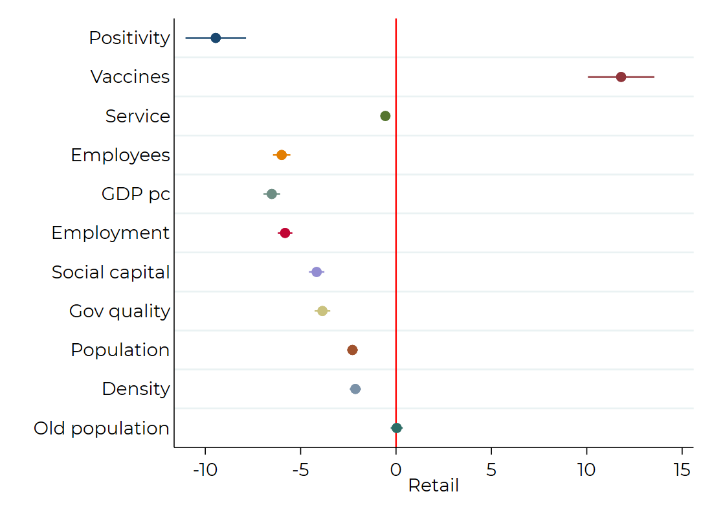 Positivity
Vaccines
Service
Employees
GDP pc
Employment
Social capital
Gov quality
Population
Density
Old population
-10 -5 0 5 10 15
Retail